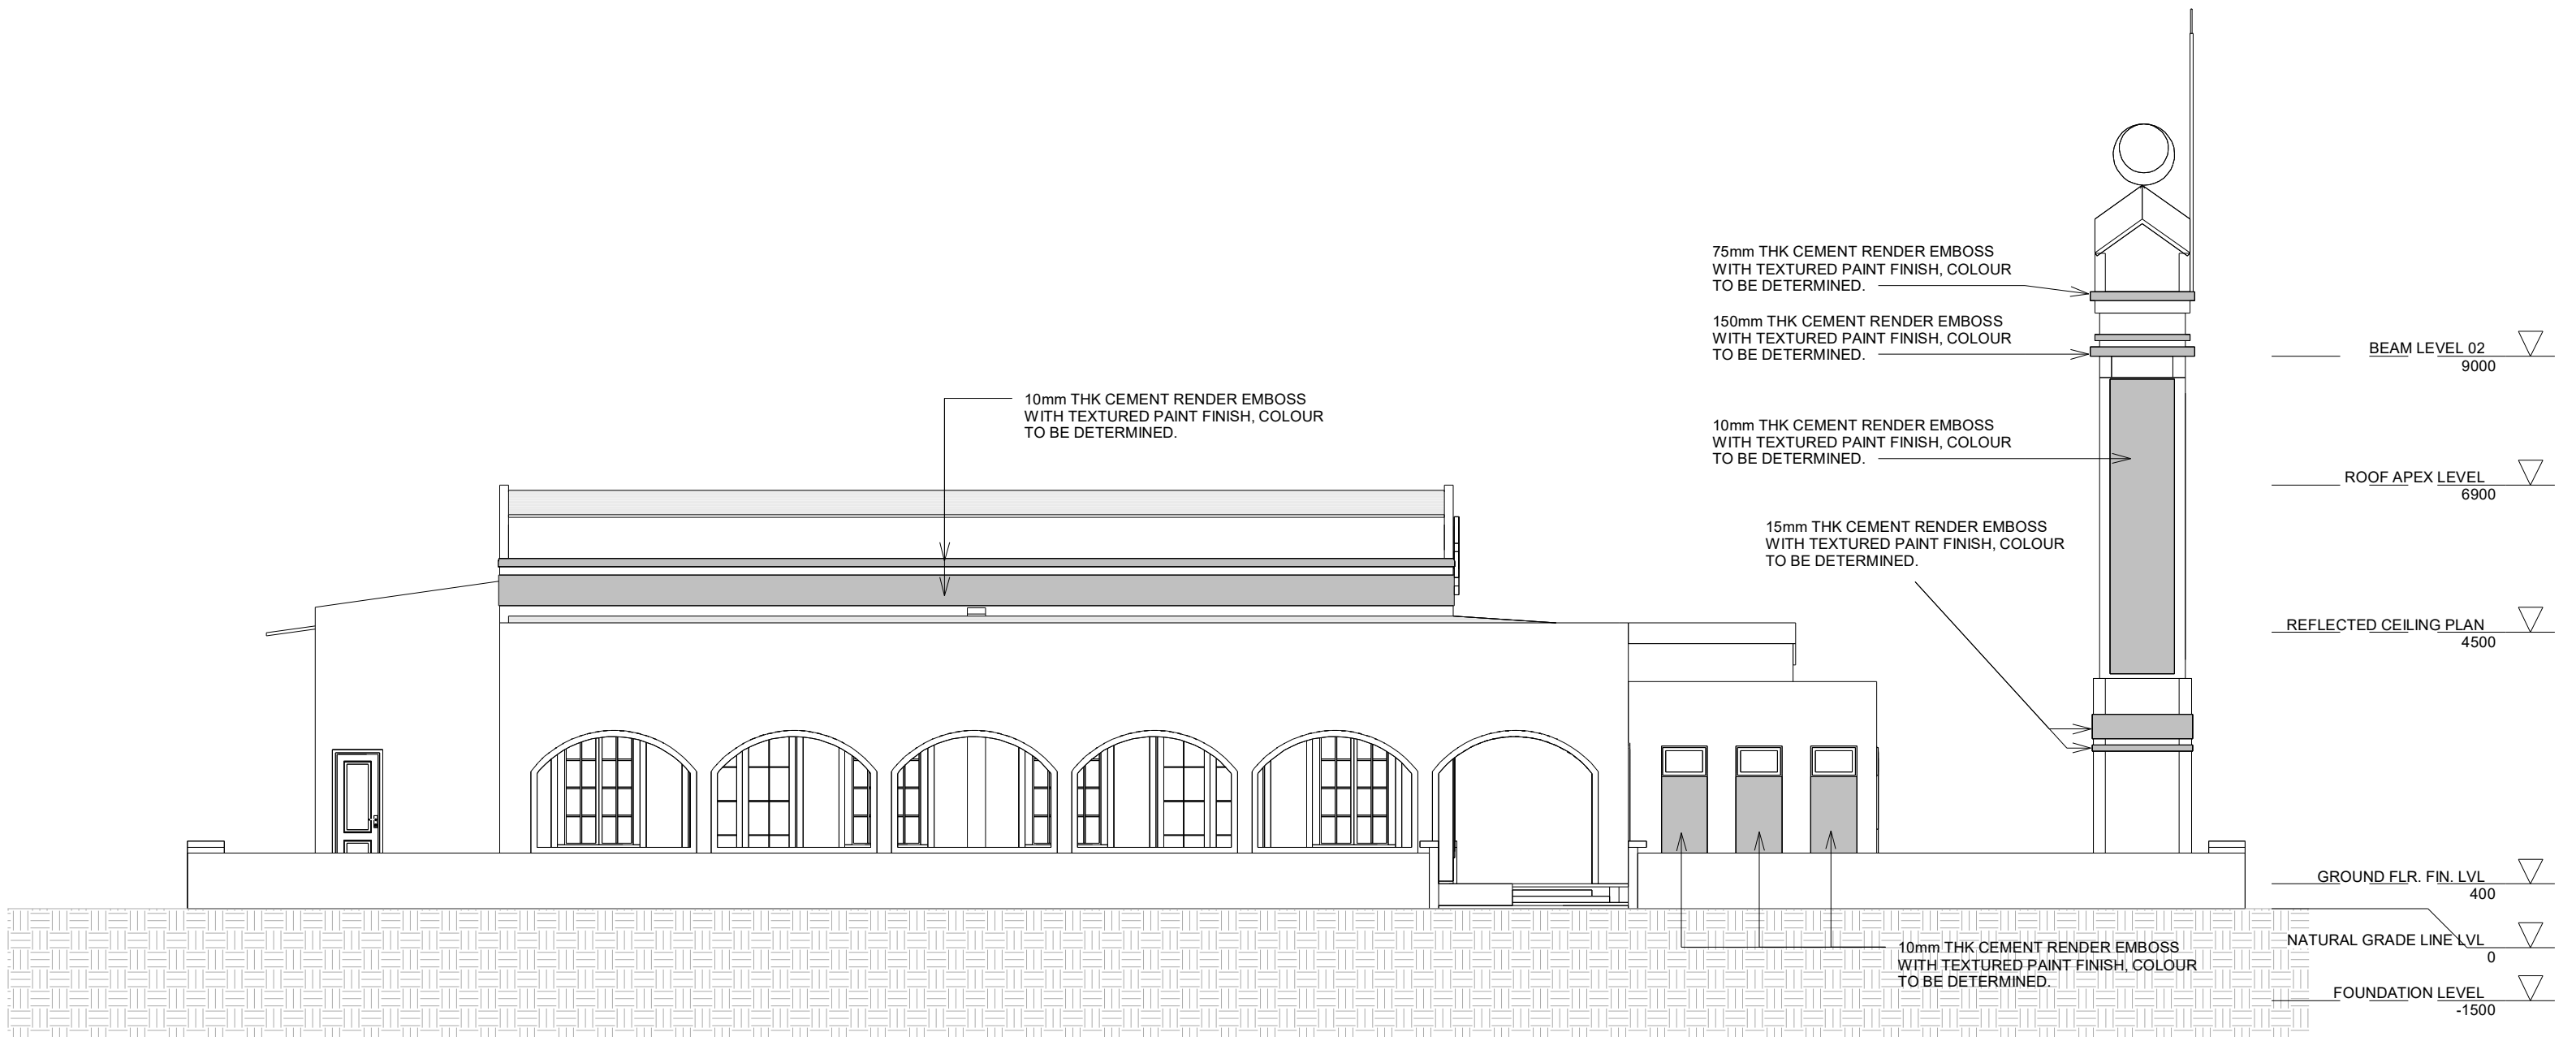 75mm THK CEMENT RENDER EMBOSS
WITH TEXTURED PAINT FINISH, COLOUR
TO BE DETERMINED.
150mm THK CEMENT RENDER EMBOSS
WITH TEXTURED PAINT FINISH, COLOUR
TO BE DETERMINED.
BEAM LEVEL 02
9000
10mm THK CEMENT RENDER EMBOSS
WITH TEXTURED PAINT FINISH, COLOUR
TO BE DETERMINED.
10mm THK CEMENT RENDER EMBOSS
WITH TEXTURED PAINT FINISH, COLOUR
TO BE DETERMINED.
ROOF APEX LEVEL
6900
15mm THK CEMENT RENDER EMBOSS
WITH TEXTURED PAINT FINISH, COLOUR
TO BE DETERMINED.
REFLECTED CEILING PLAN
4500
GROUND FLR. FIN. LVL
400
10mm THK CEMENT RENDER EMBOSS
WITH TEXTURED PAINT FINISH, COLOUR
TO BE DETERMINED.
NATURAL GRADE LINE LVL
0
FOUNDATION LEVEL
-1500